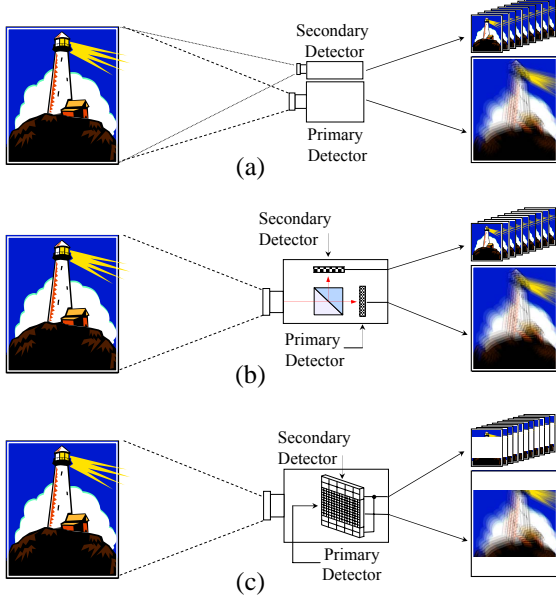 Secondary
Detector
Primary
Detector
(a)
Secondary
Detector
Primary
Detector
(b)
Secondary
Detector
Primary
Detector
(c)